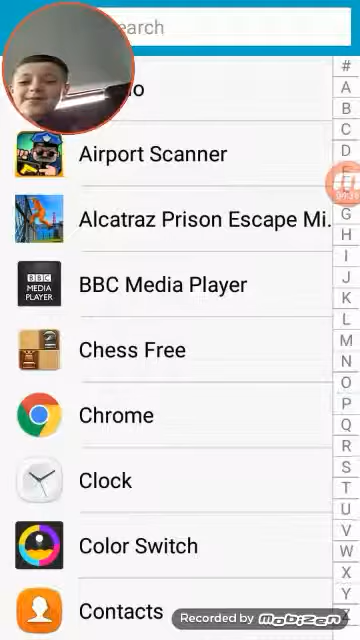 earch
o
Airport Scanner
Alcatraz Prison Escape Mi.
BBC
MEDIA
PLAYER
BBC Media Player
Chess Free
Chrome
Clock
Color Switch
Contacts
#
A
B
C
D
E
G
H
I
J
K
L
M
N
O
P
Q
R
S
T
U
V
W
X
Y
Z
Recorded by mobizen